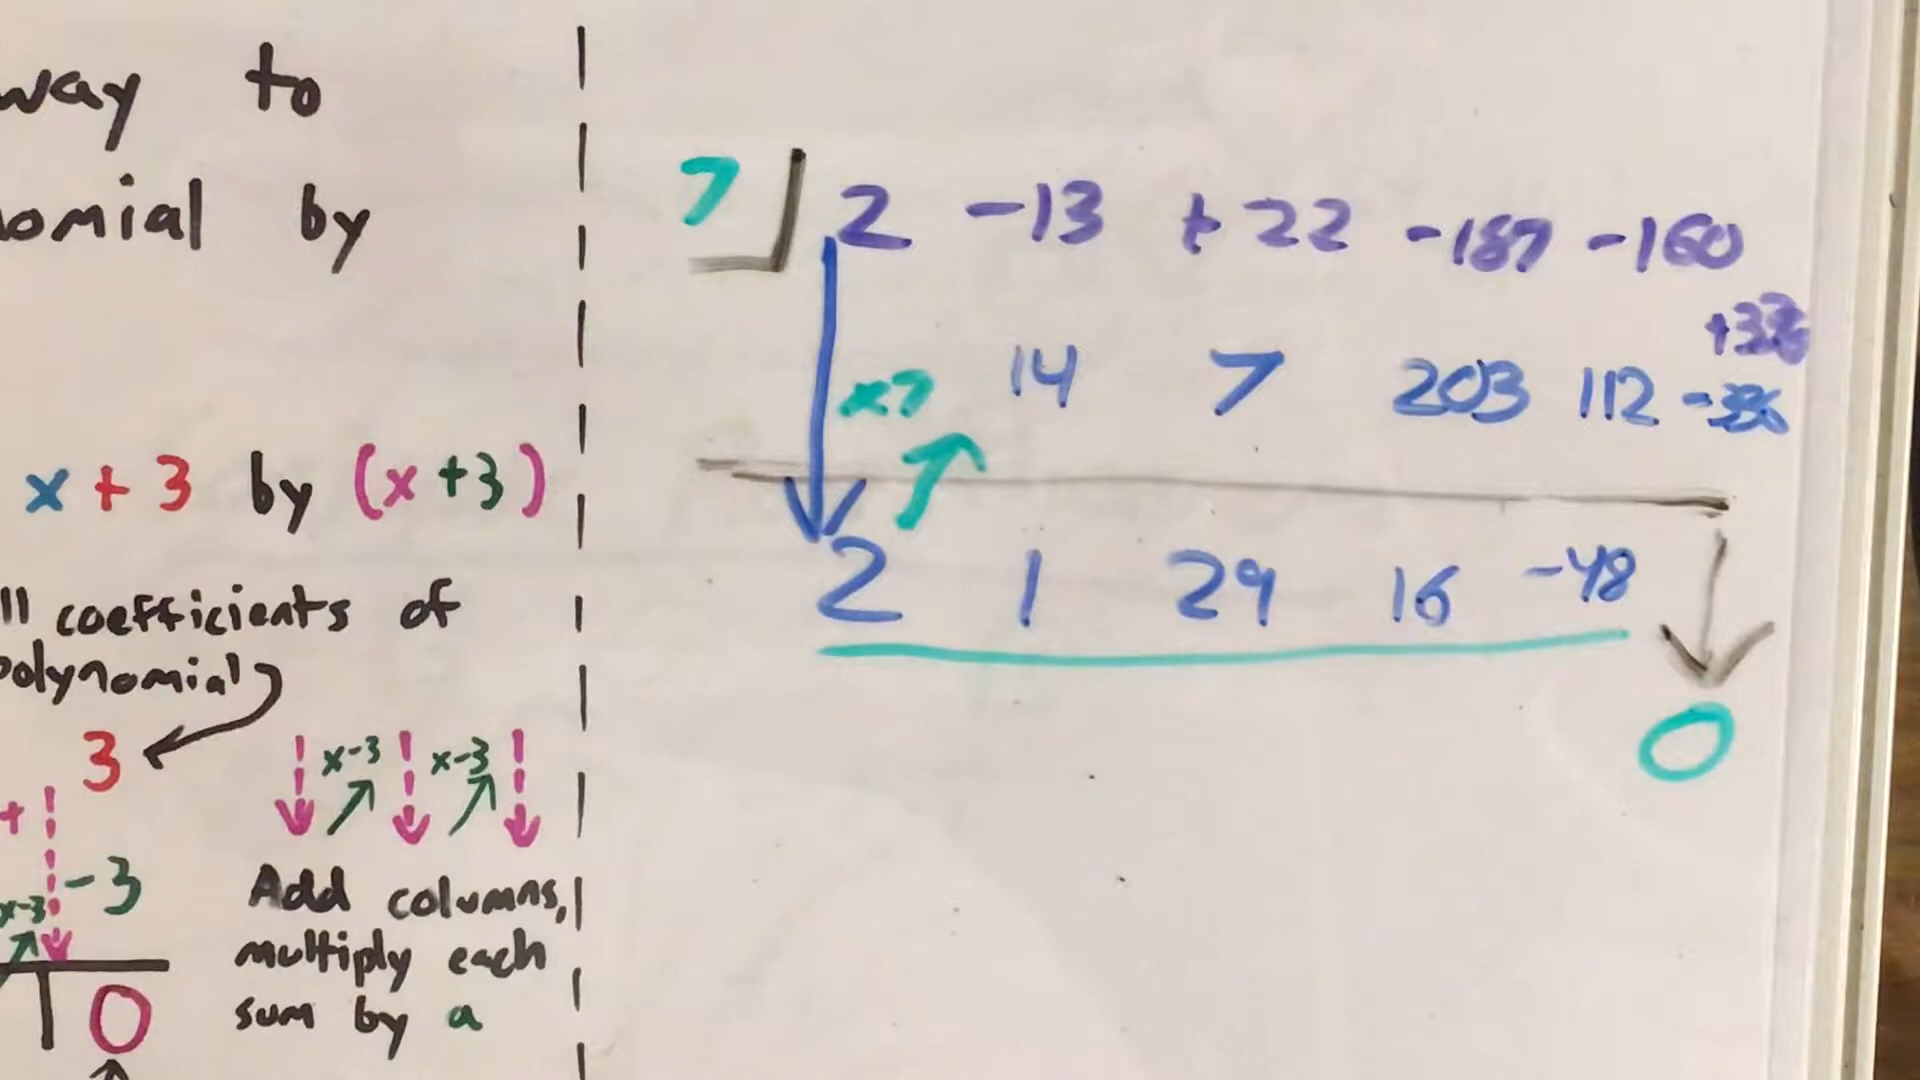 way to
nomial by
x + 3 by (x +3)
ll coefficients of
polynomial
3
x-3 x-3
+
-3
x-3
Add columns,
multiply each
sum by a
0
7 2 -13 +22 -187 -160
+336
x7 14 7 203 112 -336
2 1 29 16 -48
0